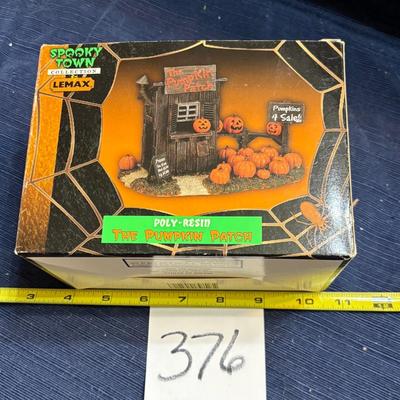 SPOOKY
TOWN
COLLECTION
LEMAX
The
Pumpkin
Patch
Pumpkins
4 Sale!!
POLY-RESIN
THE PUMPKIN PATCH
3 4 5 6 7 8 9 10 11
376